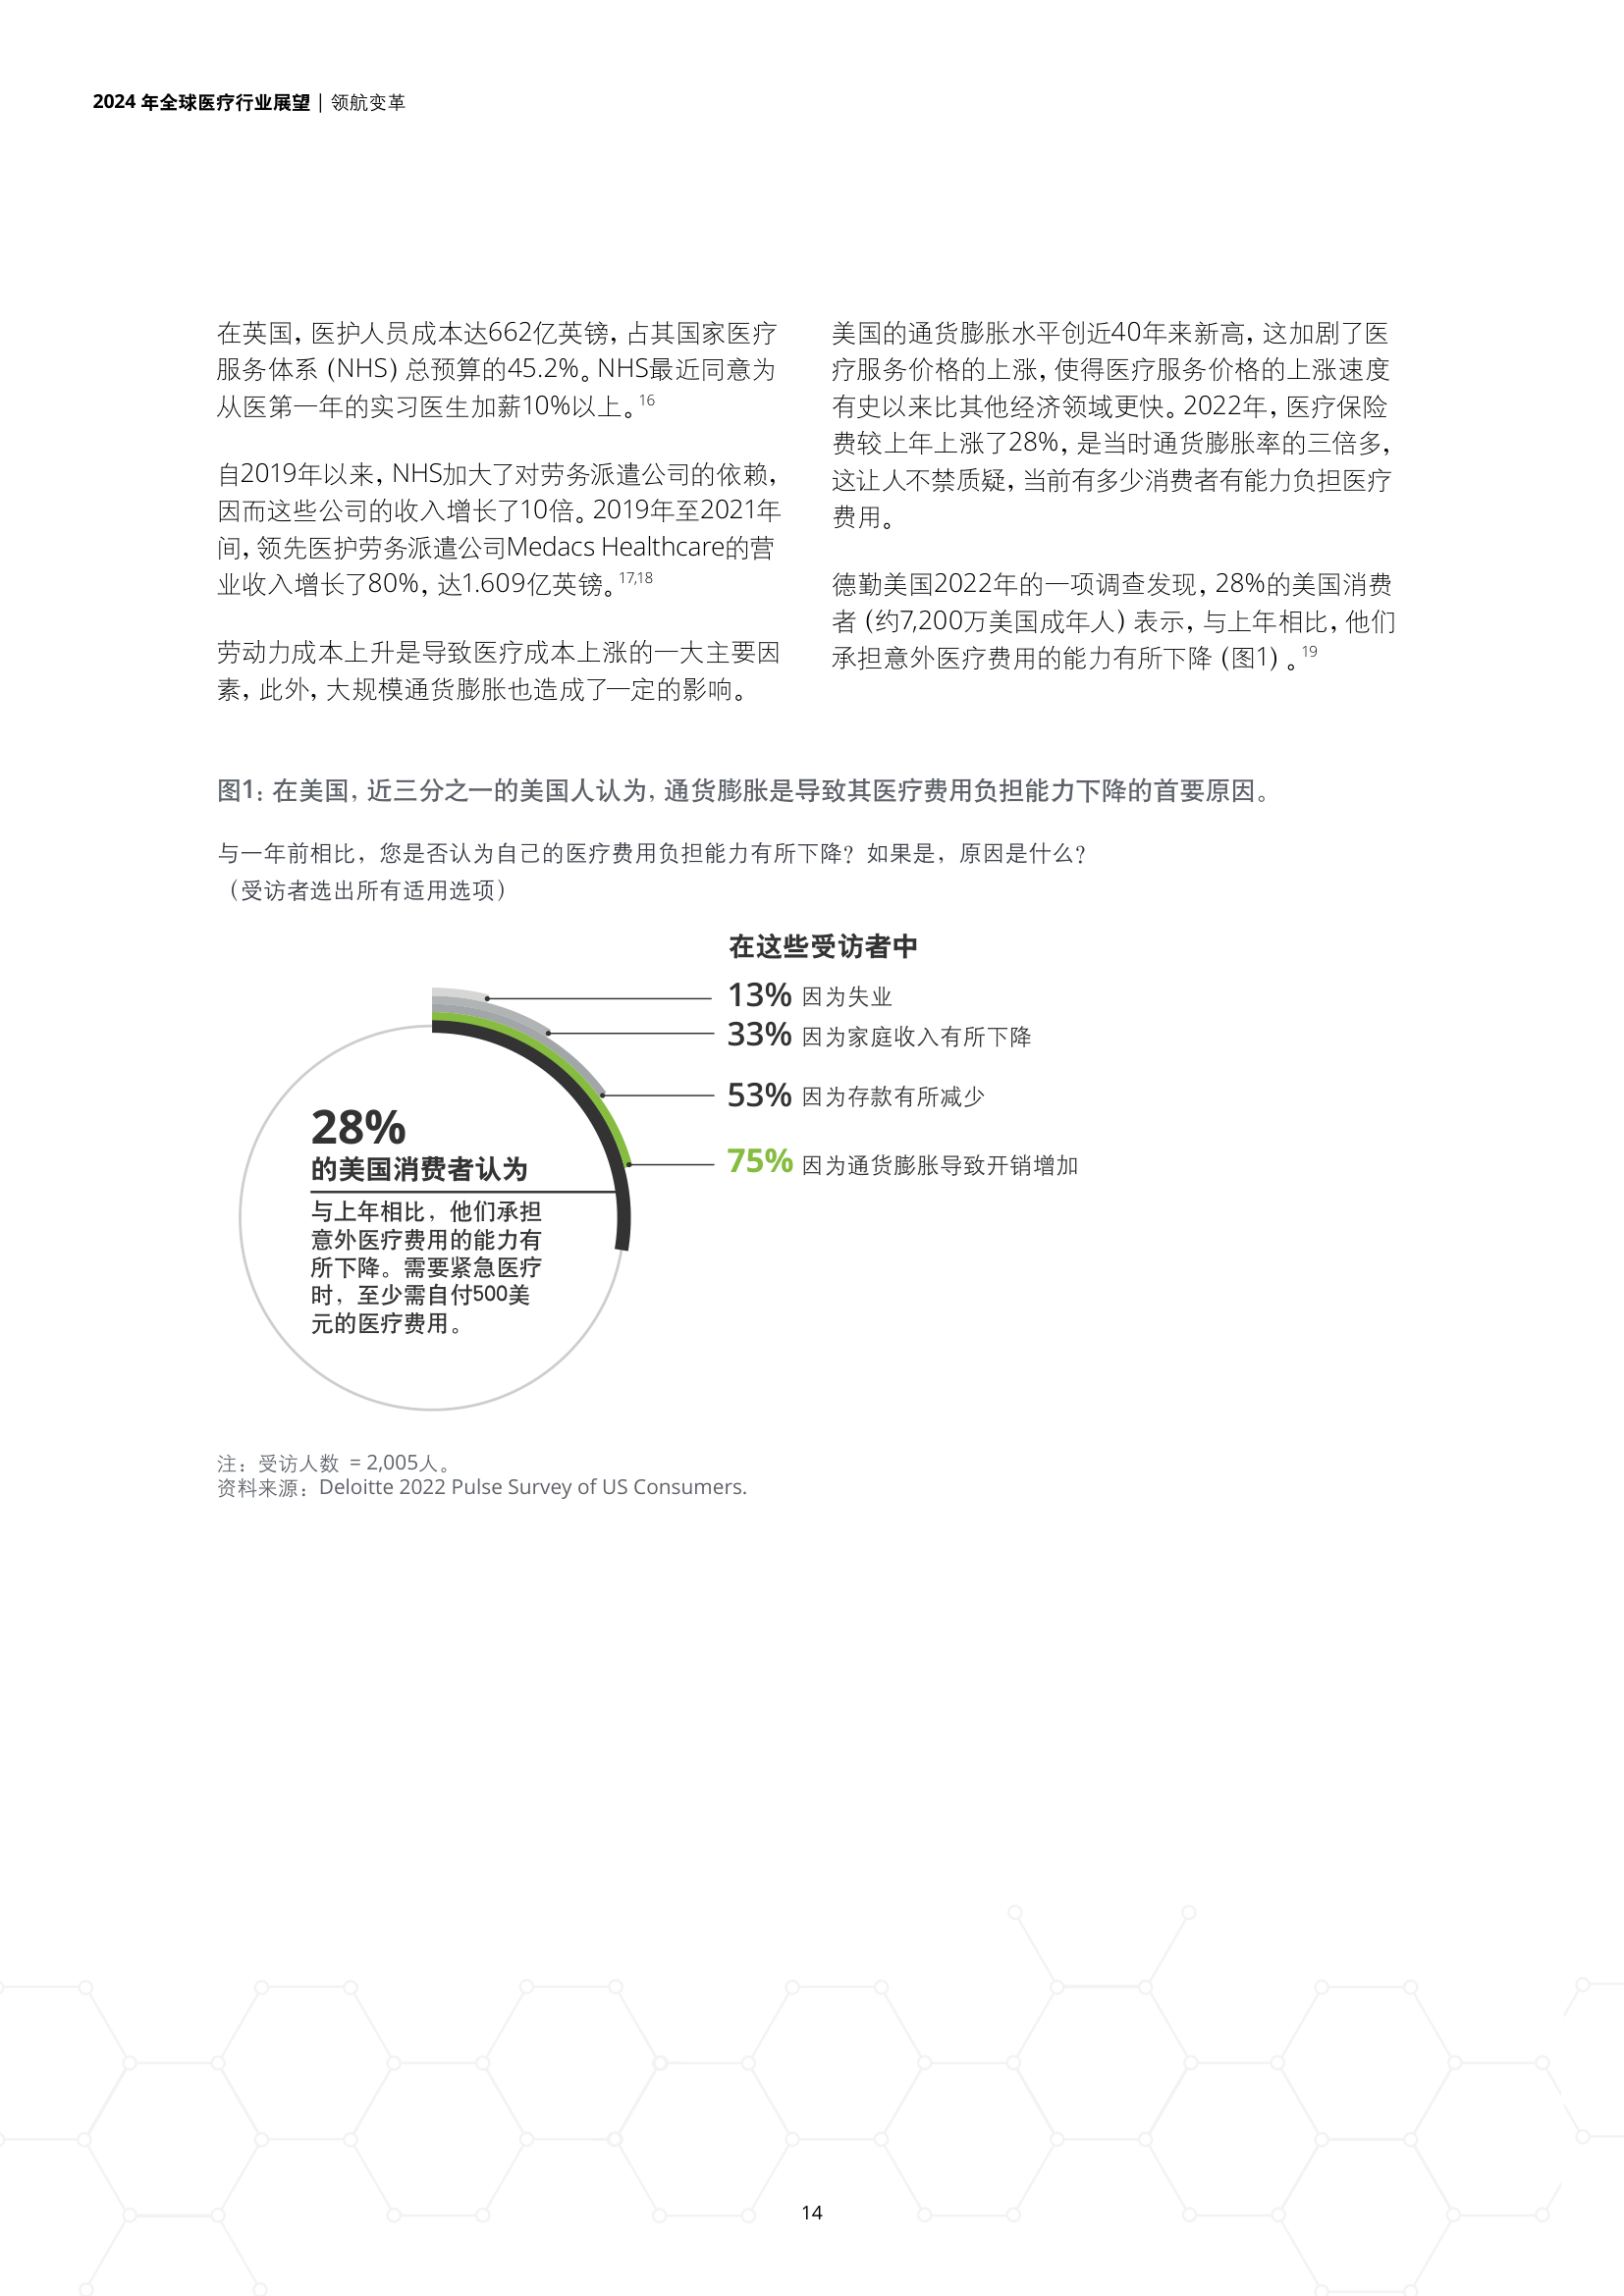 2024 年全球医疗行业展望 | 领航变革
在英国，医护人员成本达662亿英镑，占其国家医疗
服务体系（NHS）总预算的45.2%。NHS最近同意为
从医第一年的实习医生加薪10%以上。16
自2019年以来，NHS加大了对劳务派遣公司的依赖，
因而这些公司的收入增长了10倍。2019年至2021年
间，领先医护劳务派遣公司Medacs Healthcare的营
业收入增长了80%，达1.609亿英镑。17,18
劳动力成本上升是导致医疗成本上涨的一大主要因
素，此外，大规模通货膨胀也造成了一定的影响。
美国的通货膨胀水平创近40年来新高，这加剧了医
疗服务价格的上涨，使得医疗服务价格的上涨速度
有史以来比其他经济领域更快。2022年，医疗保险
费较上年上涨了28%，是当时通货膨胀率的三倍多，
这让人不禁质疑，当前有多少消费者有能力负担医疗
费用。
德勤美国2022年的一项调查发现，28%的美国消费
者（约7,200万美国成年人）表示，与上年相比，他们
承担意外医疗费用的能力有所下降（图1）。19
图1：在美国，近三分之一的美国人认为，通货膨胀是导致其医疗费用负担能力下降的首要原因。
与一年前相比，您是否认为自己的医疗费用负担能力有所下降？如果是，原因是什么？
（受访者选出所有适用选项）
在这些受访者中
13% 因为失业
33% 因为家庭收入有所下降
53% 因为存款有所减少
75% 因为通货膨胀导致开销增加
28%
的美国消费者认为
与上年相比，他们承担
意外医疗费用的能力有
所下降。需要紧急医疗
时，至少需自付500美
元的医疗费用。
注：受访人数 = 2,005人。
资料来源：Deloitte 2022 Pulse Survey of US Consumers.
14